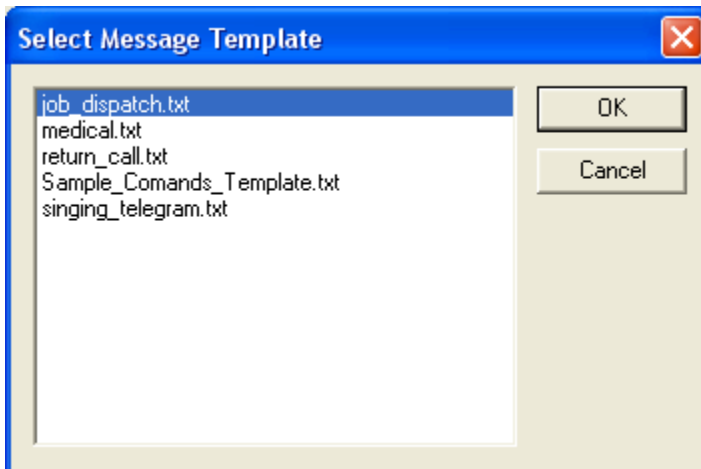 Select Message Template
job_dispatch.txt
OK
medical.txt
return_call.txt
Cancel
Sample_Comands_Template.txt
singing_telegram.txt